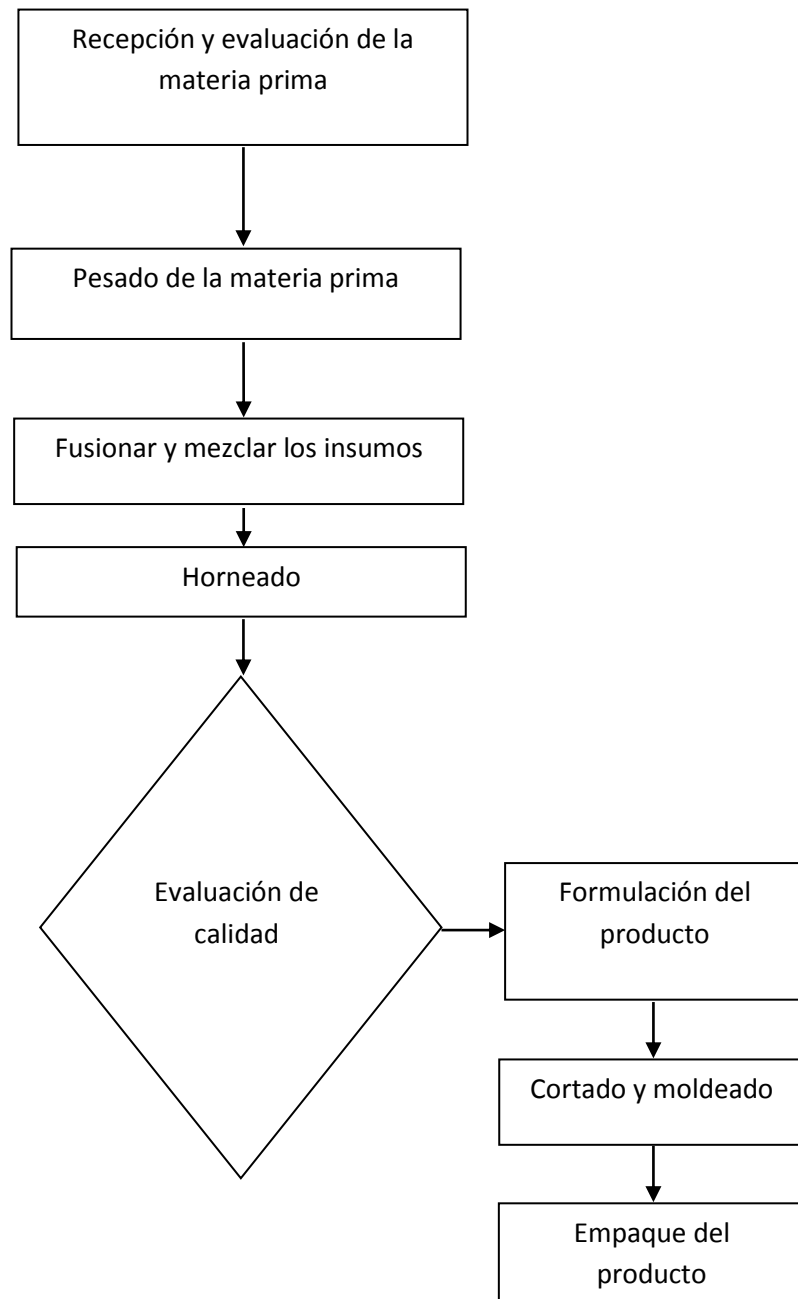 Recepción y evaluación de la
materia prima
Pesado de la materia prima
Fusionar y mezclar los insumos
Horneado
Evaluación de
calidad
Formulación del
producto
Cortado y moldeado
Empaque del
producto